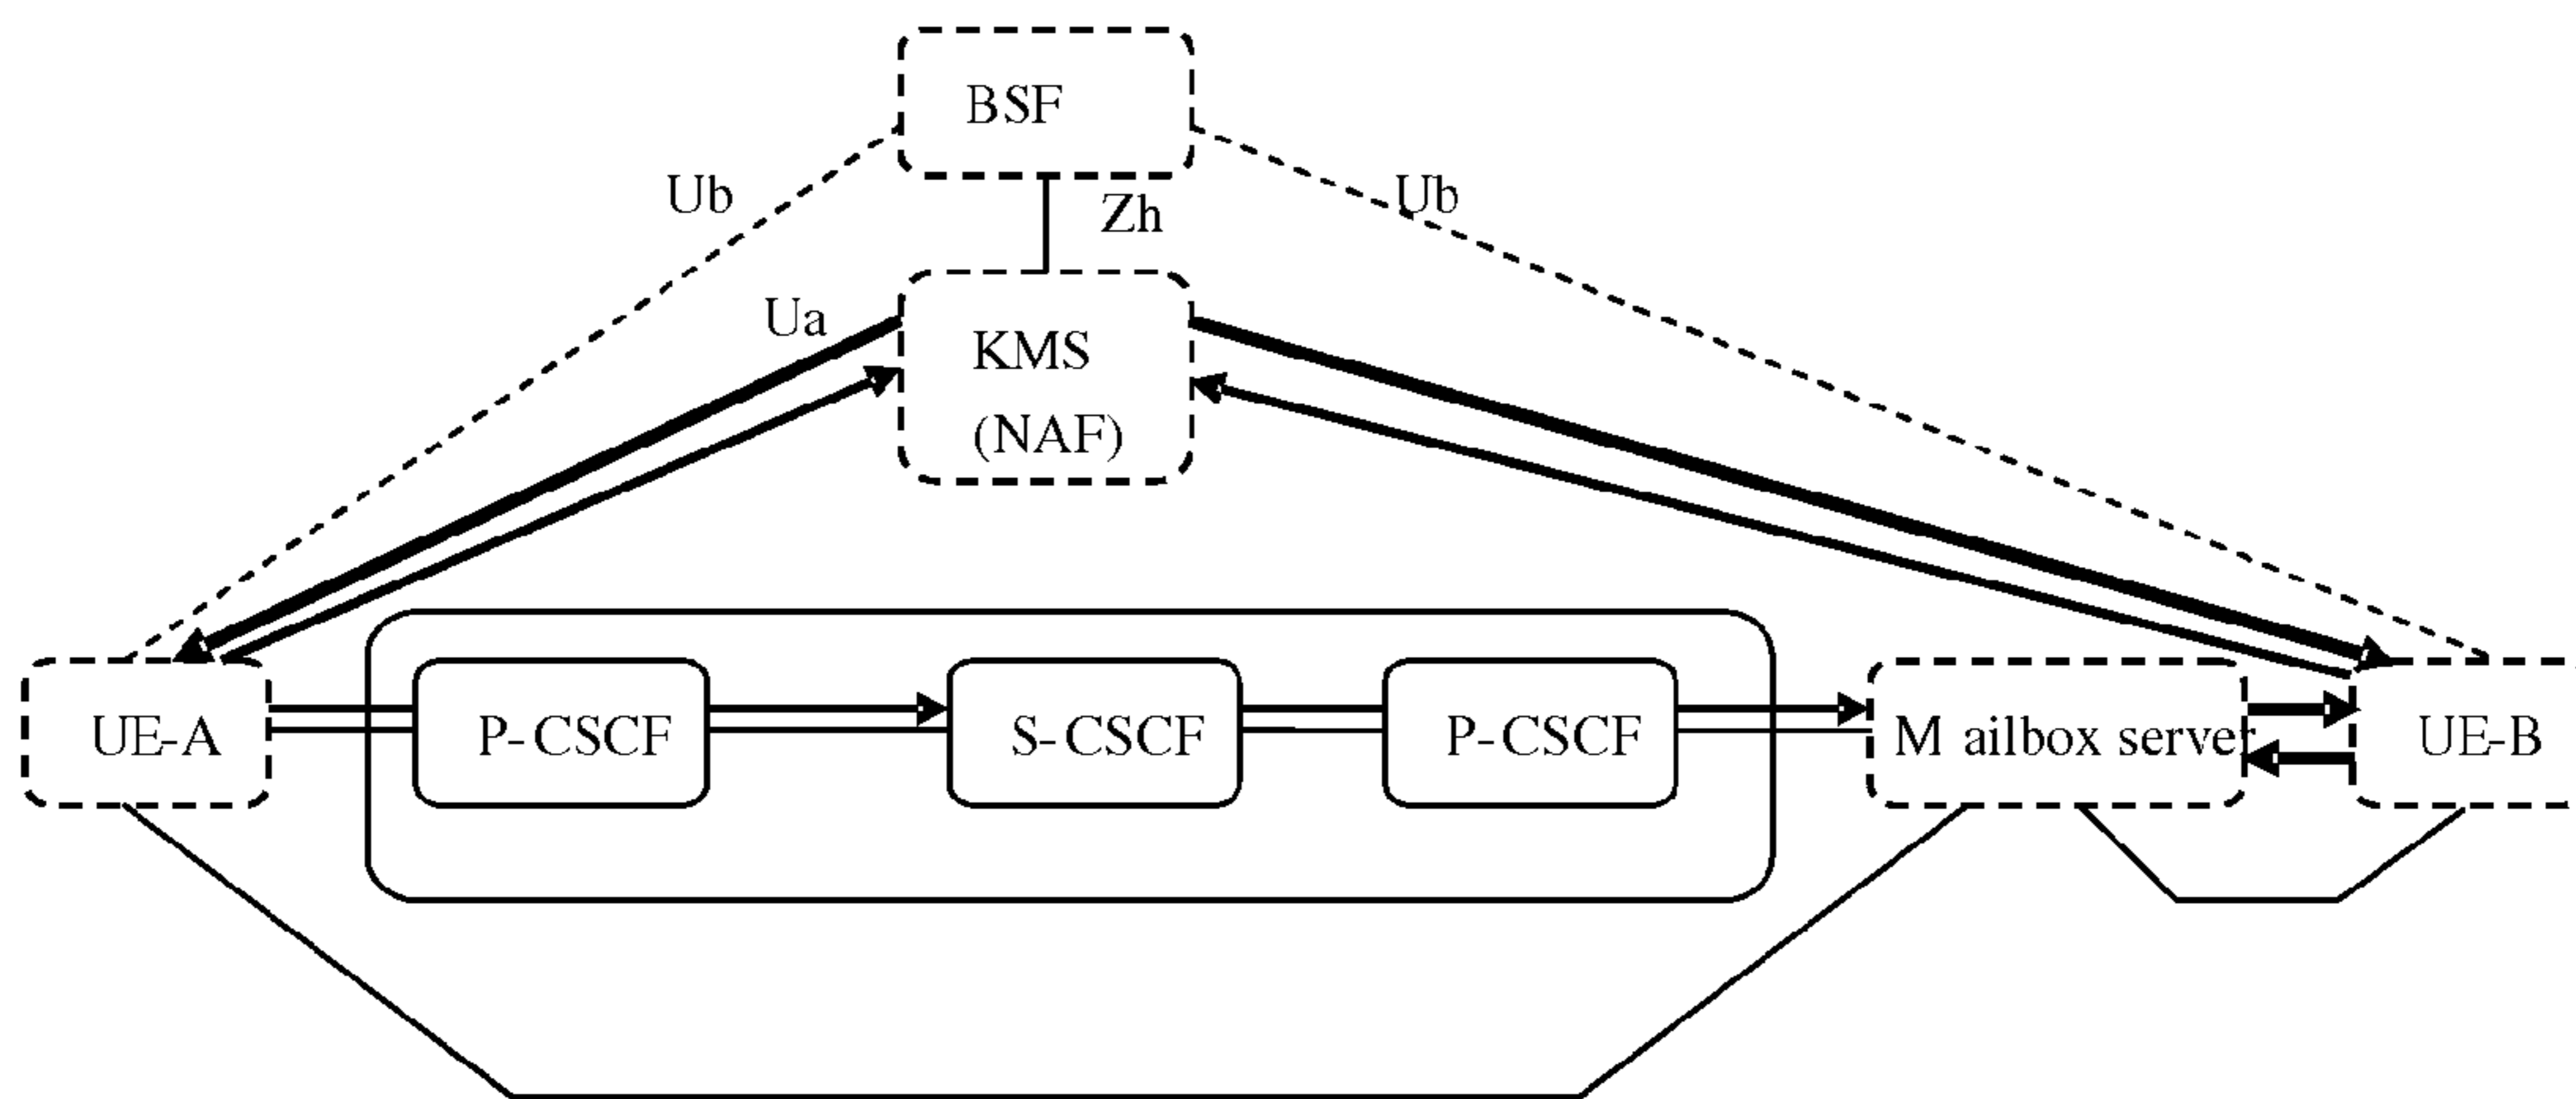 BSF
Ub
Ub
Zh
Ua
KMS
(NAF)
UE-A
P-CSCF
S-CSCF
P-CSCF
M ailbox server
UE-B